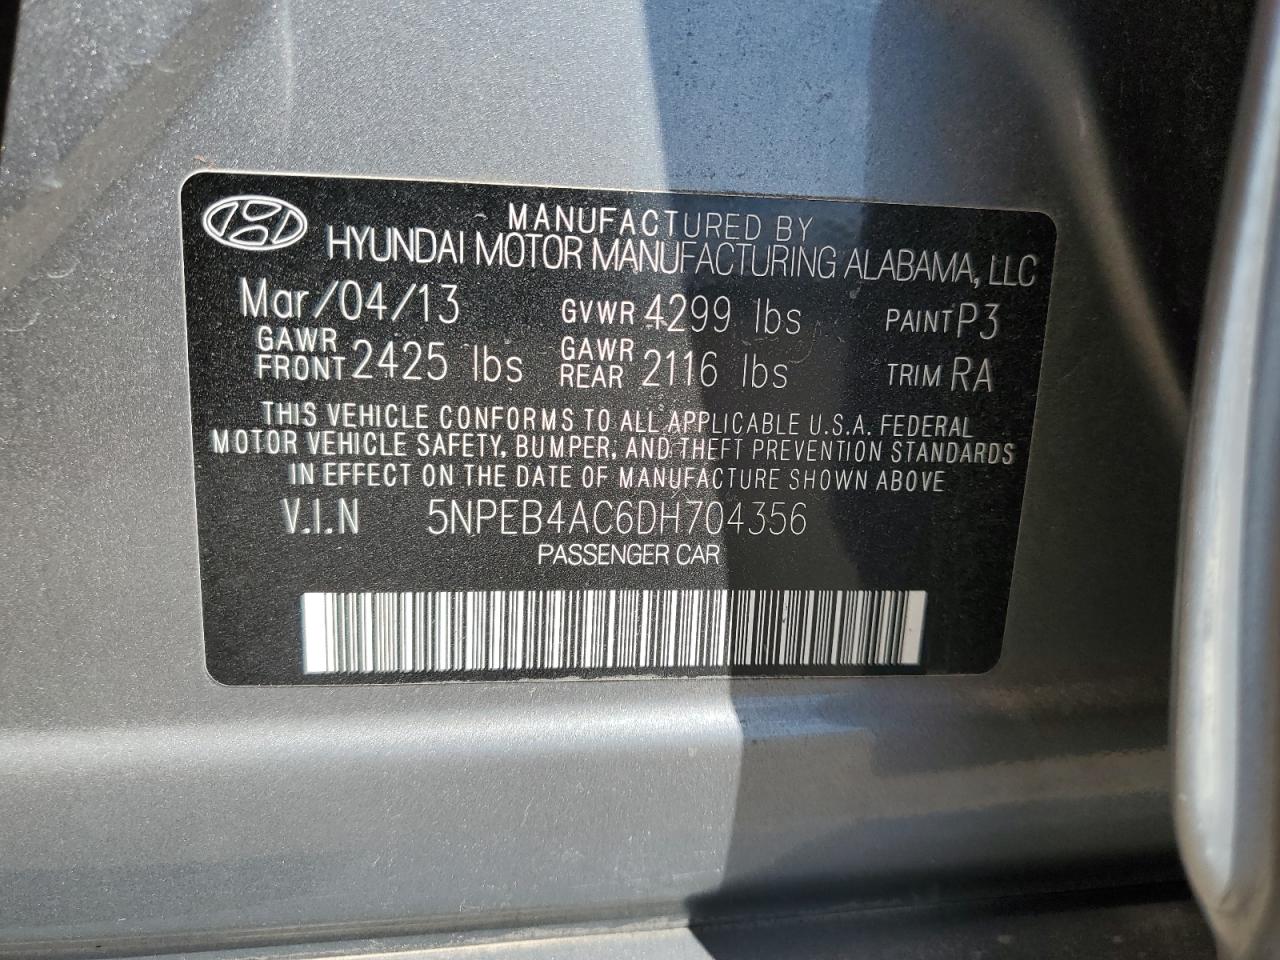 MANUFACTURED BY
HYUNDAI MOTOR MANUFACTURING ALABAMA, LLC
Mar/04/13 GVWR 4299 lbs PAINT P3
GAWR FRONT 2425 lbs GAWR REAR 2116 lbs TRIM RA
THIS VEHICLE CONFORMS TO ALL APPLICABLE U.S.A. FEDERAL
MOTOR VEHICLE SAFETY, BUMPER, AND THEFT PREVENTION STANDARDS
IN EFFECT ON THE DATE OF MANUFACTURE SHOWN ABOVE
V.I.N 5NPEB4AC6DH704356
PASSENGER CAR